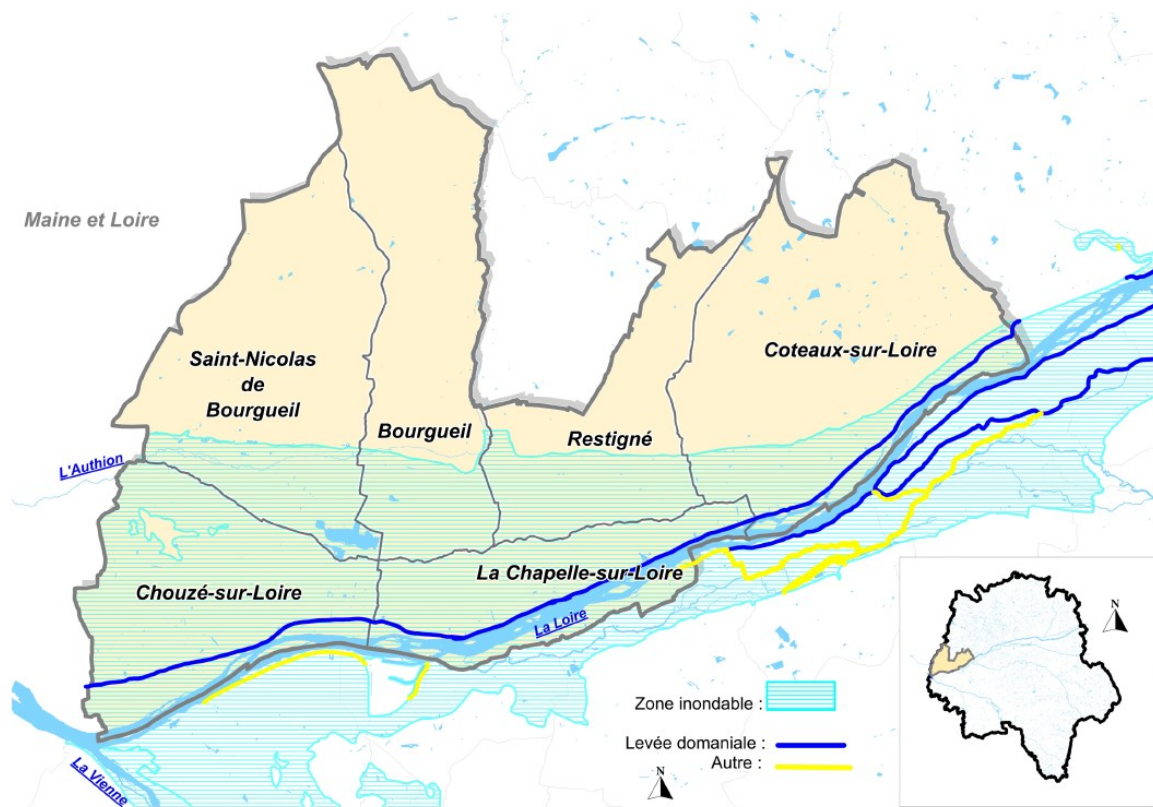 Maine et Loire
Saint-Nicolas
de
Bourgueil
Bourgueil
Restigné
Coteaux-sur-Loire
L'Authion
Chouzé-sur-Loire
La Chapelle-sur-Loire
La Loire
La Vienne
Zone inondable :
Levée domaniale :
Autre :
N
N